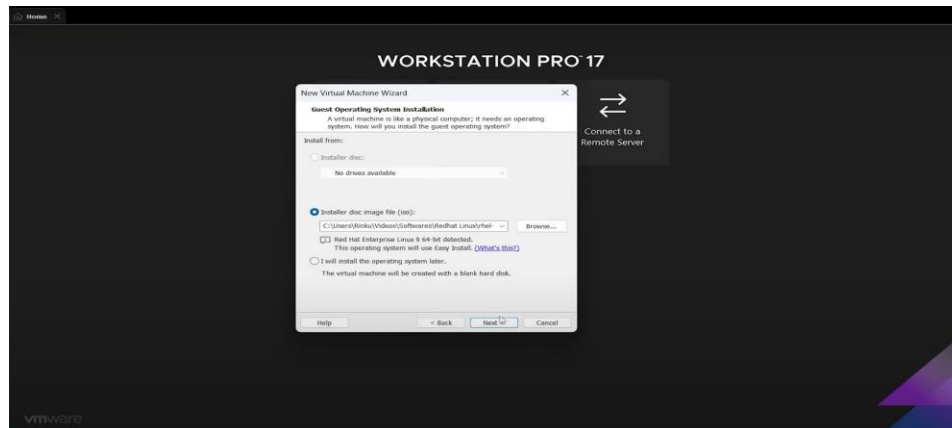 Home
WORKSTATION PRO™ 17
New Virtual Machine Wizard
Guest Operating System Installation
A virtual machine is like a physical computer; it needs an operating
system. How will you install the guest operating system?
Install from:
Installer disc:
No drives available
Installer disc image file (iso):
C:\Users\Rinku\Videos\Softwares\Redhat Linux\rhel-
Browse...
Red Hat Enterprise Linux 9 64-bit detected.
This operating system will use Easy Install. (What's this?)
I will install the operating system later.
The virtual machine will be created with a blank hard disk.
Help
< Back
Next >
Cancel
Connect to a
Remote Server
vmware